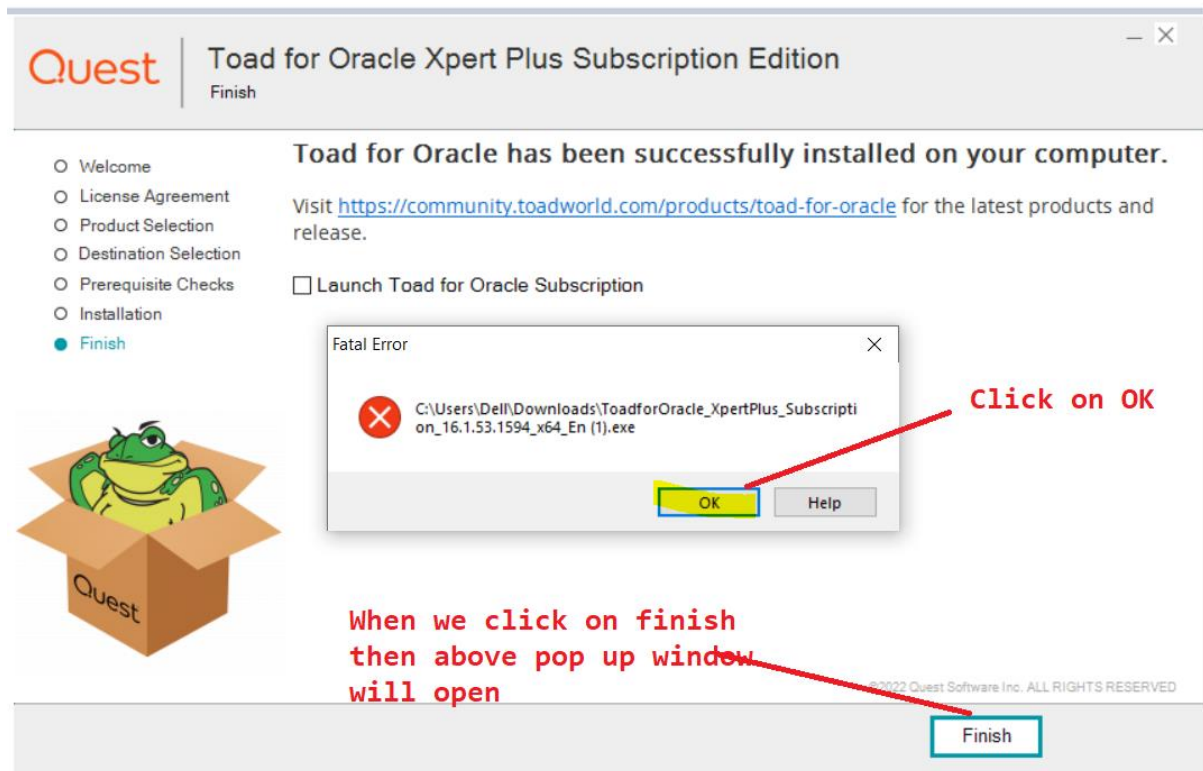 Quest
Toad for Oracle Xpert Plus Subscription Edition
Finish
Welcome
License Agreement
Product Selection
Destination Selection
Prerequisite Checks
Installation
Finish
Toad for Oracle has been successfully installed on your computer.
Visit https://community.toadworld.com/products/toad-for-oracle for the latest products and
release.
Launch Toad for Oracle Subscription
Fatal Error
C:\Users\Dell\Downloads\ToadforOracle_XpertPlus_Subscripti
on_16.1.53.1594_x64_En (1).exe
OK
Help
Click on OK
Quest
When we click on finish
then above pop up window
will open
©2022 Quest Software Inc. ALL RIGHTS RESERVED
Finish